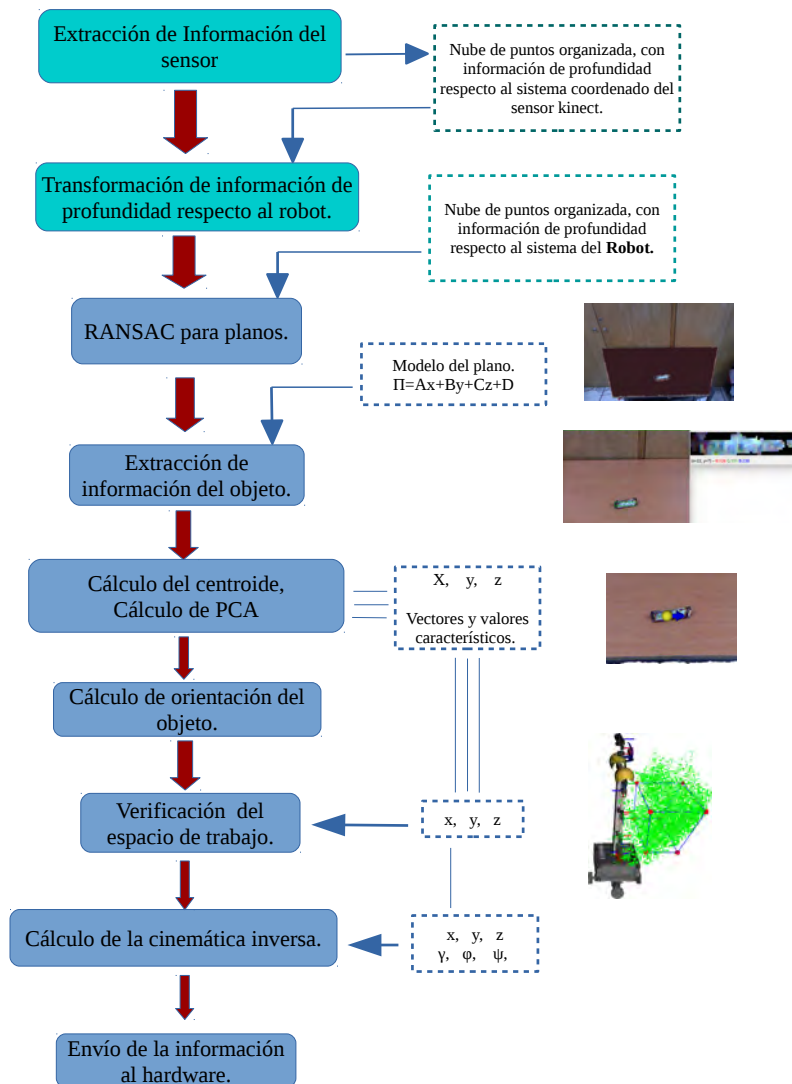 Extracción de Información del
sensor
Nube de puntos organizada, con
información de profundidad
respecto al sistema coordenado del
sensor kinect.
Transformación de información de
profundidad respecto al robot.
Nube de puntos organizada, con
información de profundidad
respecto al sistema del Robot.
RANSAC para planos.
Modelo del plano.
Π=Ax+By+Cz+D
Extracción de
información del objeto.
Cálculo del centroide,
Cálculo de PCA
X, y, z
Vectores y valores
característicos.
Cálculo de orientación del
objeto.
Verificación del
espacio de trabajo.
x, y, z
Cálculo de la cinemática inversa.
x, y, z
γ, φ, ψ,
Envío de la información
al hardware.